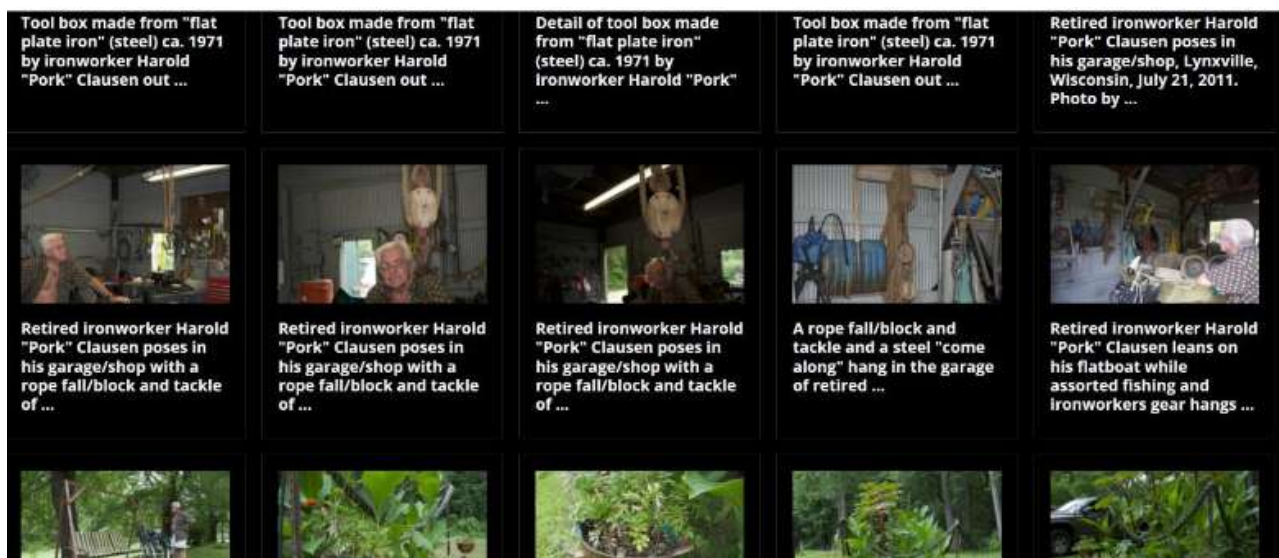 Tool box made from "flat
plate iron" (steel) ca. 1971
by ironworker Harold
"Pork" Clausen out ...
Tool box made from "flat
plate iron" (steel) ca. 1971
by ironworker Harold
"Pork" Clausen out ...
Detail of tool box made
from "flat plate iron"
(steel) ca. 1971 by
ironworker Harold "Pork"
...
Tool box made from "flat
plate iron" (steel) ca. 1971
by ironworker Harold
"Pork" Clausen out ...
Retired ironworker Harold
"Pork" Clausen poses in
his garage/shop, Lynxville,
Wisconsin, July 21, 2011.
Photo by ...
Retired ironworker Harold
"Pork" Clausen poses in
his garage/shop with a
rope fall/block and tackle
of ...
Retired ironworker Harold
"Pork" Clausen poses in
his garage/shop with a
rope fall/block and tackle
of ...
Retired ironworker Harold
"Pork" Clausen poses in
his garage/shop with a
rope fall/block and tackle
of ...
A rope fall/block and
tackle and a steel "come
along" hang in the garage
of retired ...
Retired ironworker Harold
"Pork" Clausen leans on
his flatboat while
assorted fishing and
ironworkers gear hangs ...